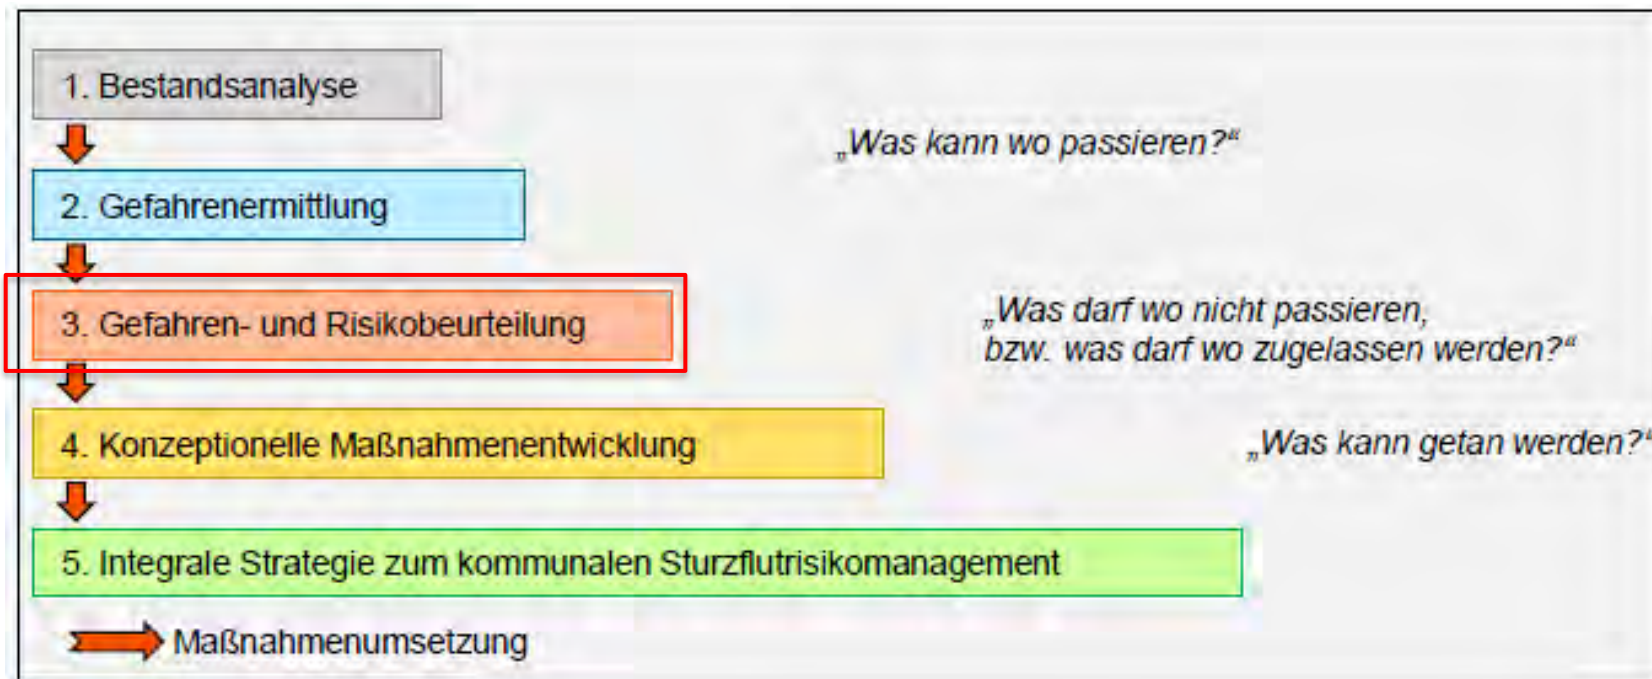 1. Bestandsanalyse
„Was kann wo passieren?“
2. Gefahrenermittlung
3. Gefahren- und Risikobeurteilung
„Was darf wo nicht passieren,
bzw. was darf wo zugelassen werden?“
4. Konzeptionelle Maßnahmenentwicklung
„Was kann getan werden?“
5. Integrale Strategie zum kommunalen Sturzflutrisikomanagement
Maßnahmenumsetzung